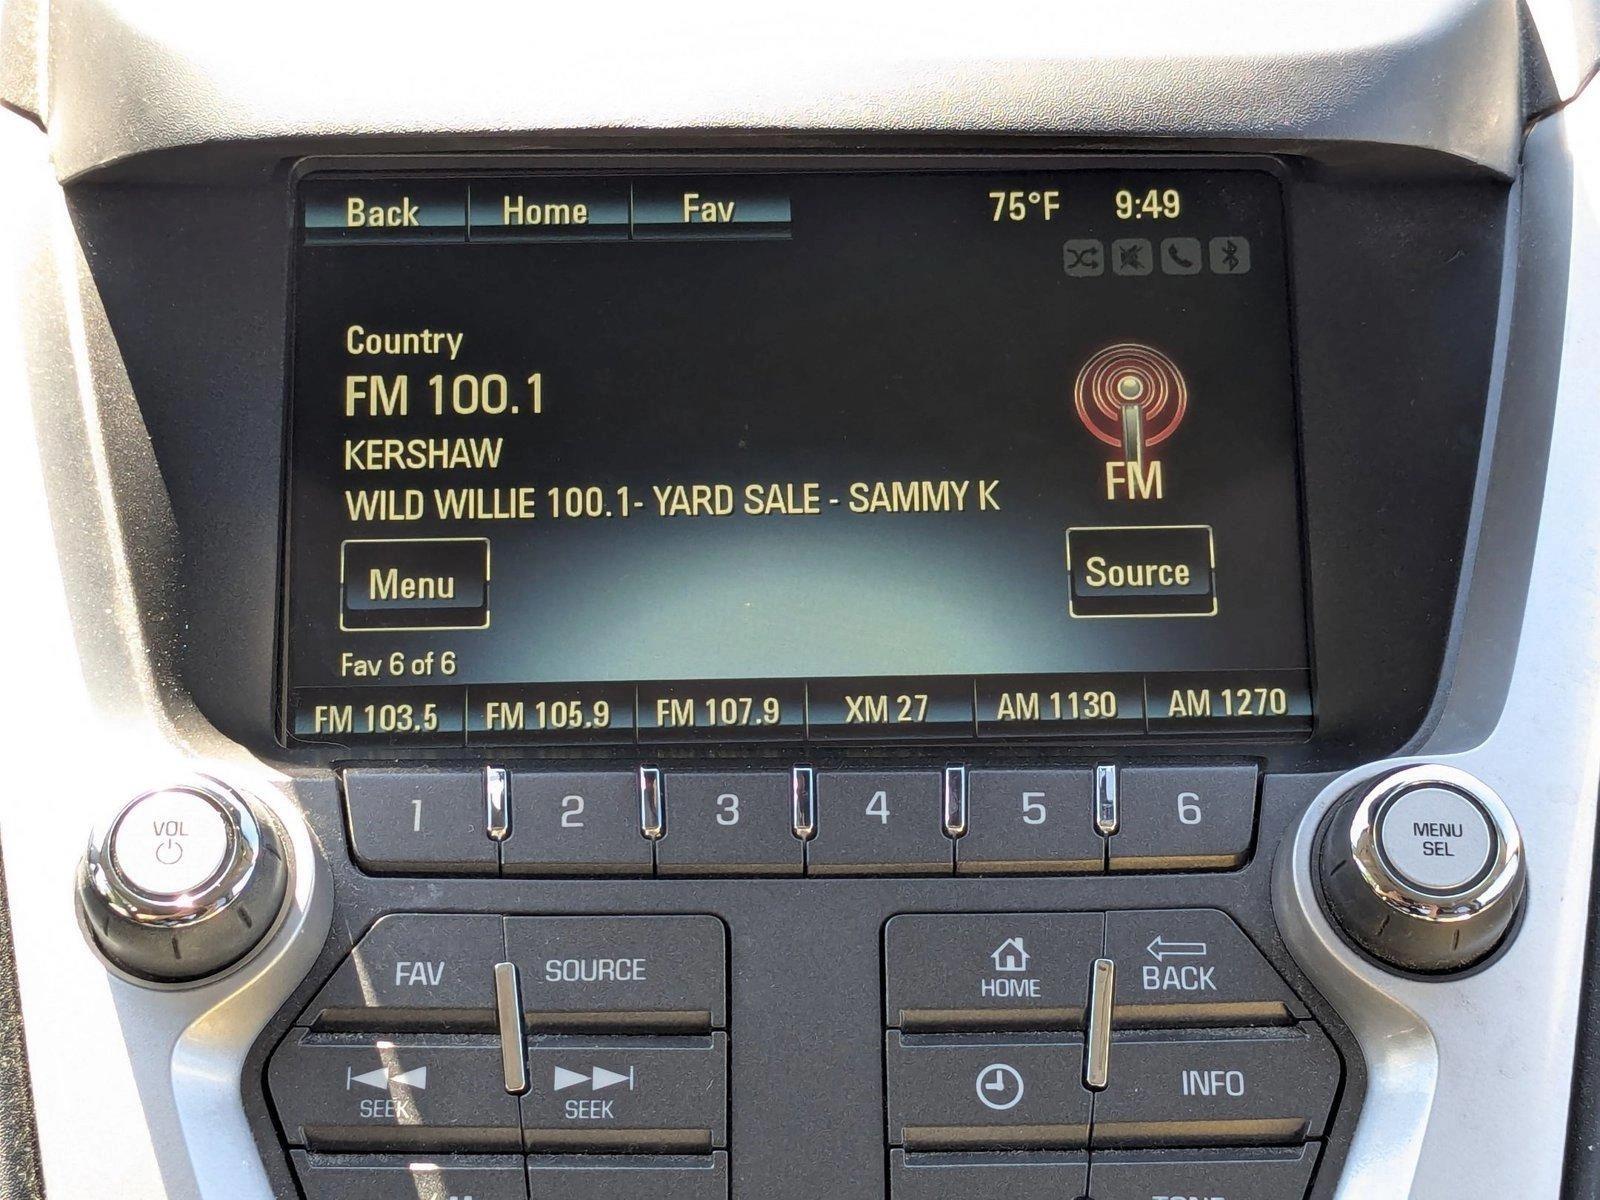 Back Home Fav 75°F 9:49
Country
FM 100.1
KERSHAW
WILD WILLIE 100.1- YARD SALE - SAMMY K
FM
Menu
Source
Fav 6 of 6
FM 103.5 FM 105.9 FM 107.9 XM 27 AM 1130 AM 1270
1 2 3 4 5 6
VOL
MENU
SEL
FAV SOURCE
HOME
BACK
SEEK SEEK
INFO